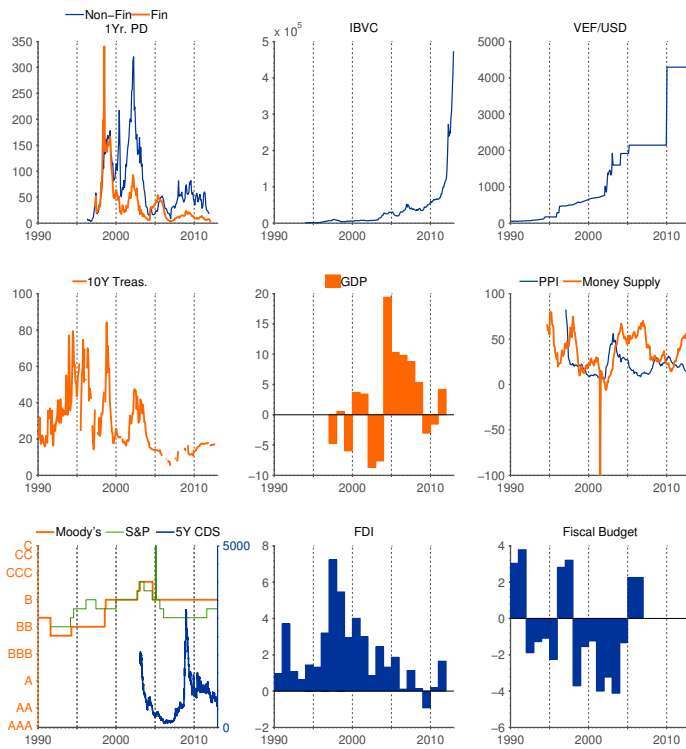 Non−Fin Fin
1Yr. PD
350
300
250
200
150
100
50
0
1990 2000 2010
IBVC
x 10^5
5
4
3
2
1
0
1990 2000 2010
VEF/USD
5000
4000
3000
2000
1000
0
1990 2000 2010
10Y Treas.
100
80
60
40
20
0
1990 2000 2010
GDP
20
15
10
5
0
−5
−10
1990 2000 2010
PPI Money Supply
100
50
0
−50
−100
1990 2000 2010
Moody's S&P 5Y CDS
C
CC
CCC
B
BB
BBB
A
AA
AAA
5000
0
1990 2000 2010
FDI
8
6
4
2
0
−2
1990 2000 2010
Fiscal Budget
4
2
0
−2
−4
−6
1990 2000 2010